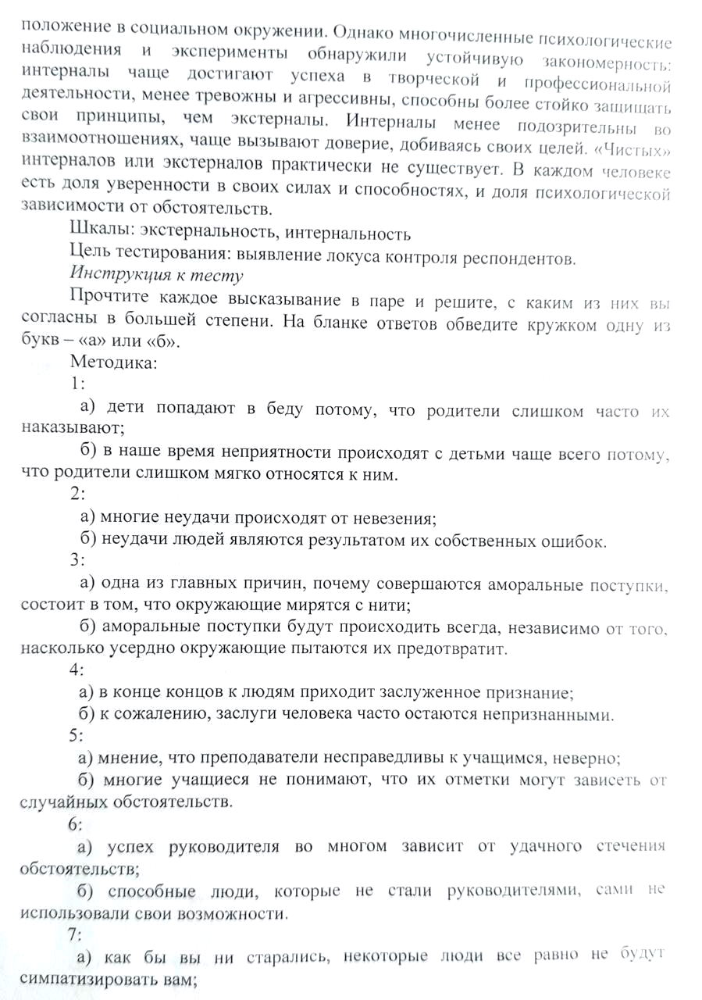 положение в социальном окружении. Однако многочисленные психологические
наблюдения и эксперименты обнаружили устойчивую закономерность:
интерналы чаще достигают успеха в творческой и профессиональной
деятельности, менее тревожны и агрессивны, способны более стойко защищать
свои принципы, чем экстерналы. Интерналы менее подозрительны во
взаимоотношениях, чаще вызывают доверие, добиваясь своих целей. «Чистых»
интерналов или экстерналов практически не существует. В каждом человеке
есть доля уверенности в своих силах и способностях, и доля психологической
зависимости от обстоятельств.
Шкалы: экстернальность, интернальность
Цель тестирования: выявление локуса контроля респондентов.
Инструкция к тесту
Прочтите каждое высказывание в паре и решите, с каким из них вы
согласны в большей степени. На бланке ответов обведите кружком одну из
букв – «а» или «б».
Методика:
1:
а) дети попадают в беду потому, что родители слишком часто их
наказывают;
б) в наше время неприятности происходят с детьми чаще всего потому,
что родители слишком мягко относятся к ним.
2:
а) многие неудачи происходят от невезения;
б) неудачи людей являются результатом их собственных ошибок.
3:
а) одна из главных причин, почему совершаются аморальные поступки,
состоит в том, что окружающие мирятся с нити;
б) аморальные поступки будут происходить всегда, независимо от того,
насколько усердно окружающие пытаются их предотвратит.
4:
а) в конце концов к людям приходит заслуженное признание;
б) к сожалению, заслуги человека часто остаются непризнанными.
5:
а) мнение, что преподаватели несправедливы к учащимся, неверно;
б) многие учащиеся не понимают, что их отметки могут зависеть от
случайных обстоятельств.
6:
а) успех руководителя во многом зависит от удачного стечения
обстоятельств;
б) способные люди, которые не стали руководителями, сами не
использовали свои возможности.
7:
а) как бы вы ни старались, некоторые люди все равно не будут
симпатизировать вам;